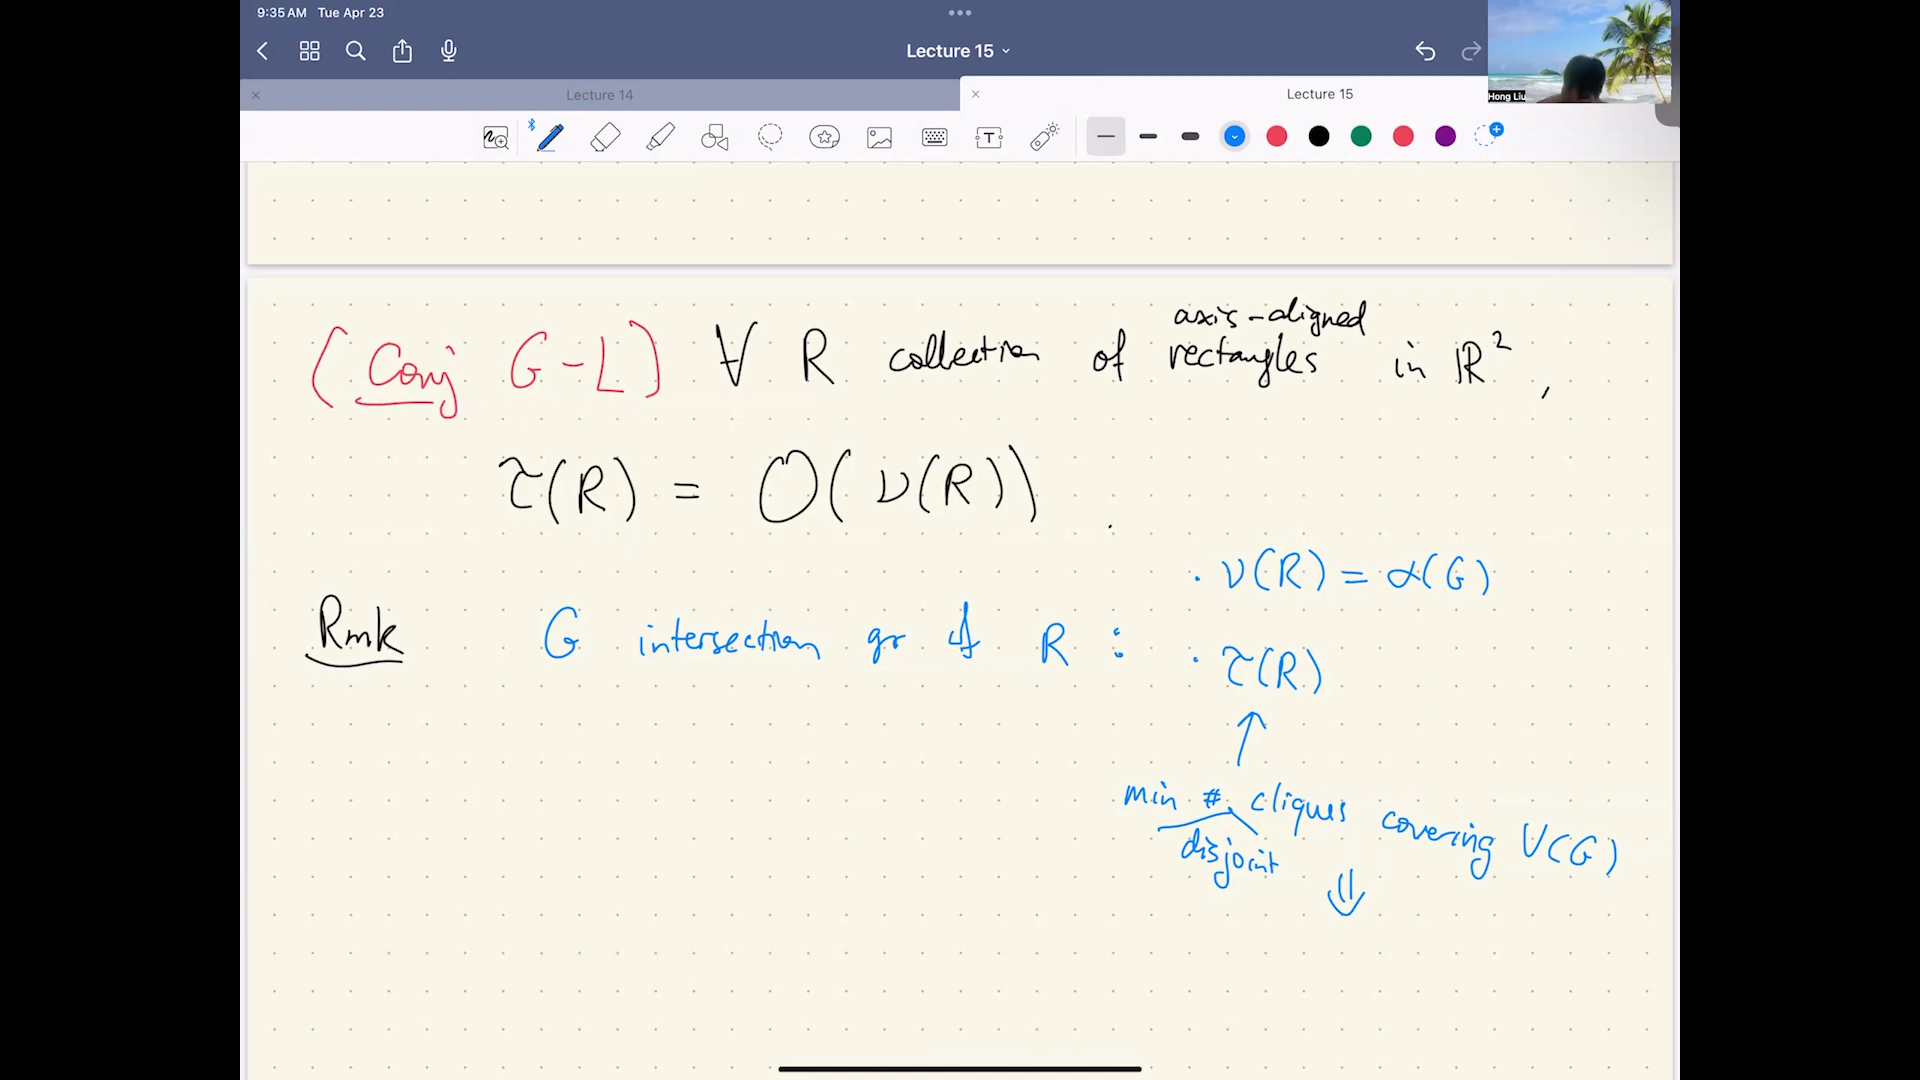 9:35 AM Tue Apr 23
Lecture 15
Hong Liu
Lecture 14
Lecture 15
(Conj G-L) ∀ R collection of axis-aligned rectangles in ℝ²,
τ(R) = O(ν(R)).
Rmk G intersection gr of R : · ν(R) = α(G)
· τ(R)
↑
min # cliques covering V(G)
disjoint
⇓